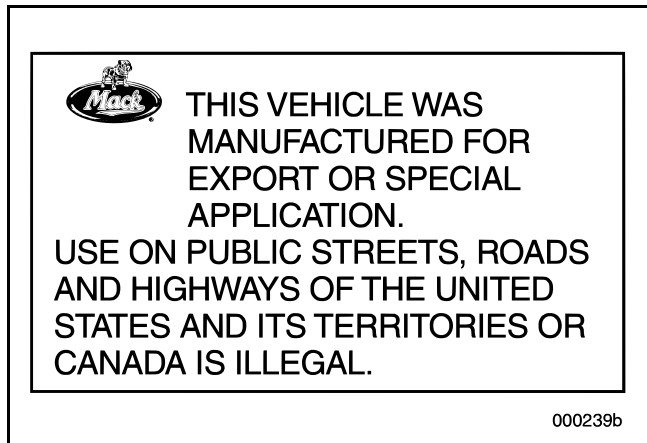 Mack
THIS VEHICLE WAS
MANUFACTURED FOR
EXPORT OR SPECIAL
APPLICATION.
USE ON PUBLIC STREETS, ROADS
AND HIGHWAYS OF THE UNITED
STATES AND ITS TERRITORIES OR
CANADA IS ILLEGAL.
000239b